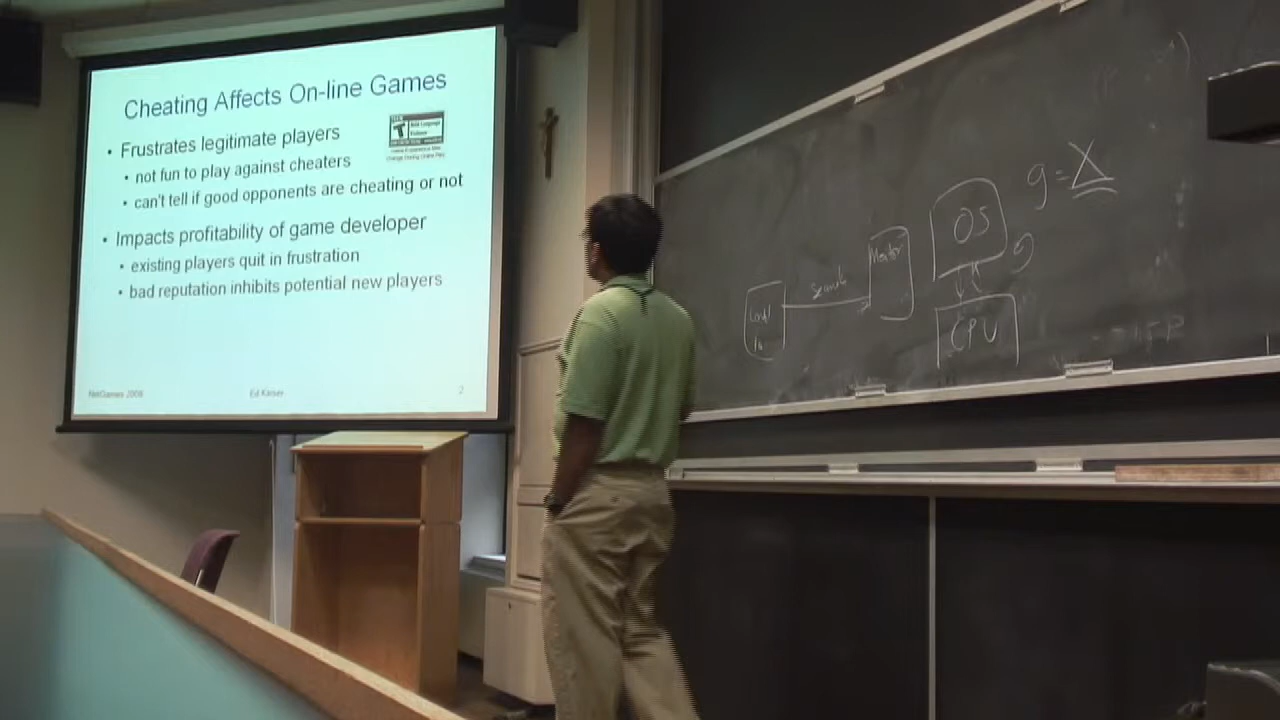 Cheating Affects On-line Games
• Frustrates legitimate players
• not fun to play against cheaters
• can't tell if good opponents are cheating or not
• Impacts profitability of game developer
• existing players quit in frustration
• bad reputation inhibits potential new players
NetGames 2008
Ed Kaiser
2
TEEN
T
g = X
OS
g
CPU